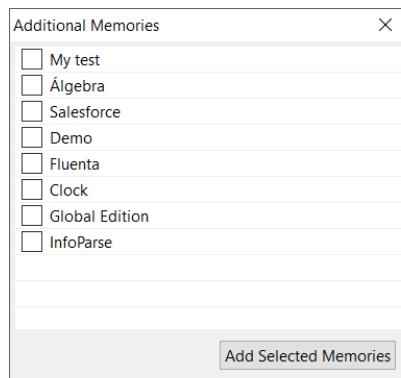 Additional Memories
My test
Álgebra
Salesforce
Demo
Fluenta
Clock
Global Edition
InfoParse
Add Selected Memories